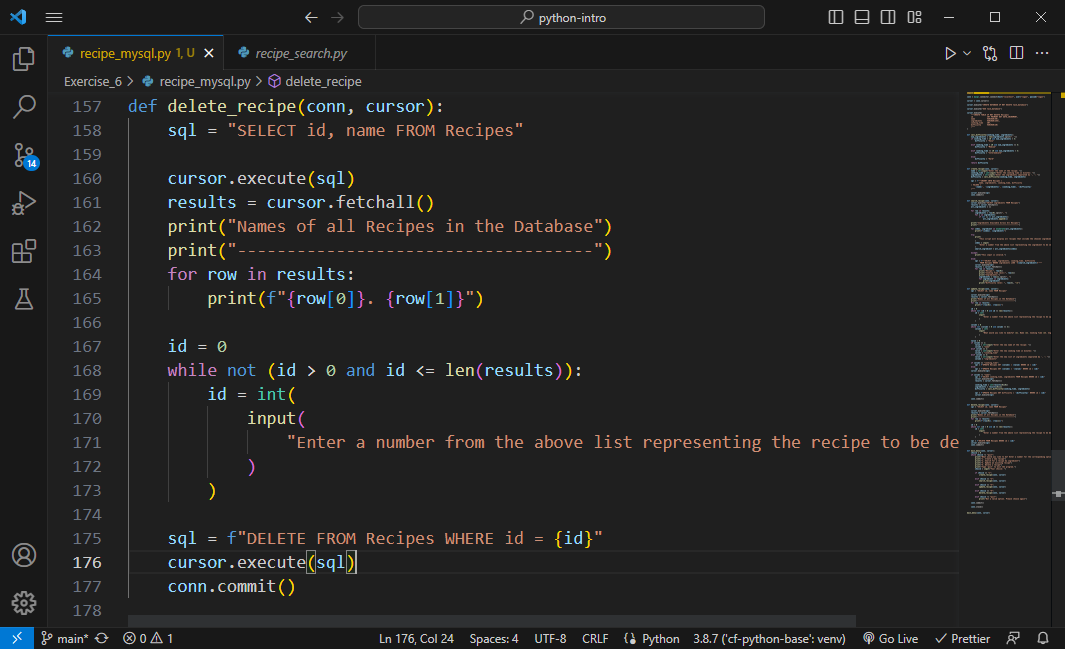 python-intro
recipe_mysql.py 1, U
recipe_search.py
Exercise_6 > recipe_mysql.py > delete_recipe
157 def delete_recipe(conn, cursor):
158     sql = "SELECT id, name FROM Recipes"
159
160     cursor.execute(sql)
161     results = cursor.fetchall()
162     print("Names of all Recipes in the Database")
163     print("------------------------------------")
164     for row in results:
165         print(f"{row[0]}. {row[1]}")
166
167     id = 0
168     while not (id > 0 and id <= len(results)):
169         id = int(
170             input(
171                 "Enter a number from the above list representing the recipe to be de
172             )
173         )
174
175     sql = f"DELETE FROM Recipes WHERE id = {id}"
176     cursor.execute(sql)
177     conn.commit()
178
14
main* 0 1 Ln 176, Col 24 Spaces: 4 UTF-8 CRLF Python 3.8.7 ('cf-python-base': venv) Go Live Prettier